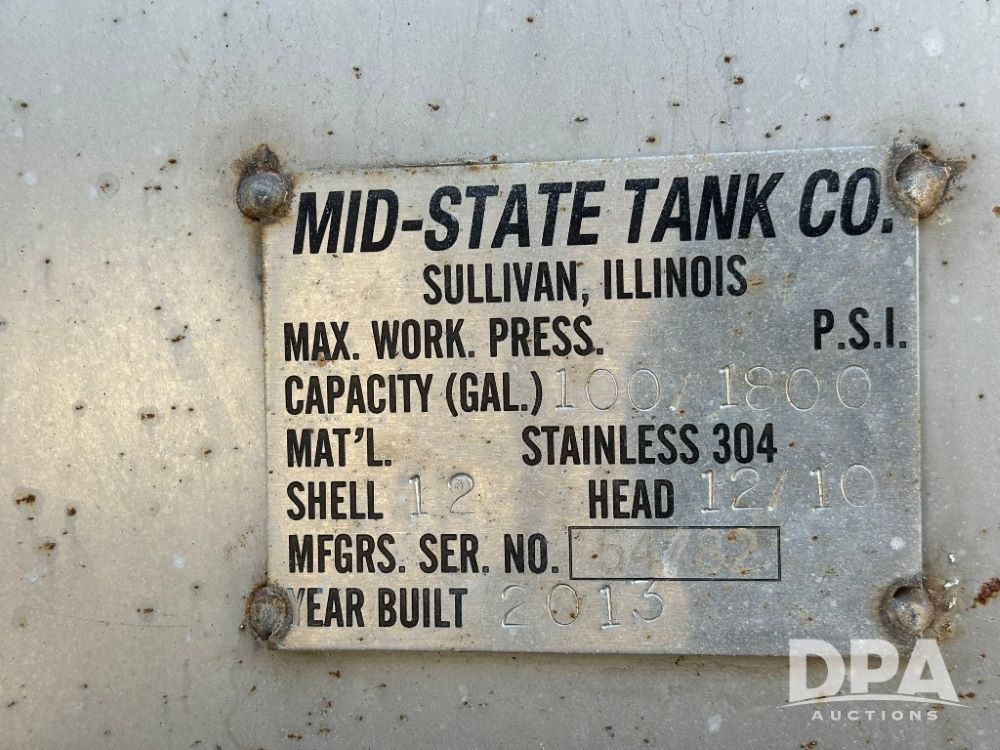 MID-STATE TANK CO.
SULLIVAN, ILLINOIS
MAX. WORK. PRESS. P.S.I.
CAPACITY (GAL.) 100/1800
MAT'L. STAINLESS 304
SHELL 12 HEAD 12/10
MFGRS. SER. NO.
YEAR BUILT 2013
DPA
AUCTIONS